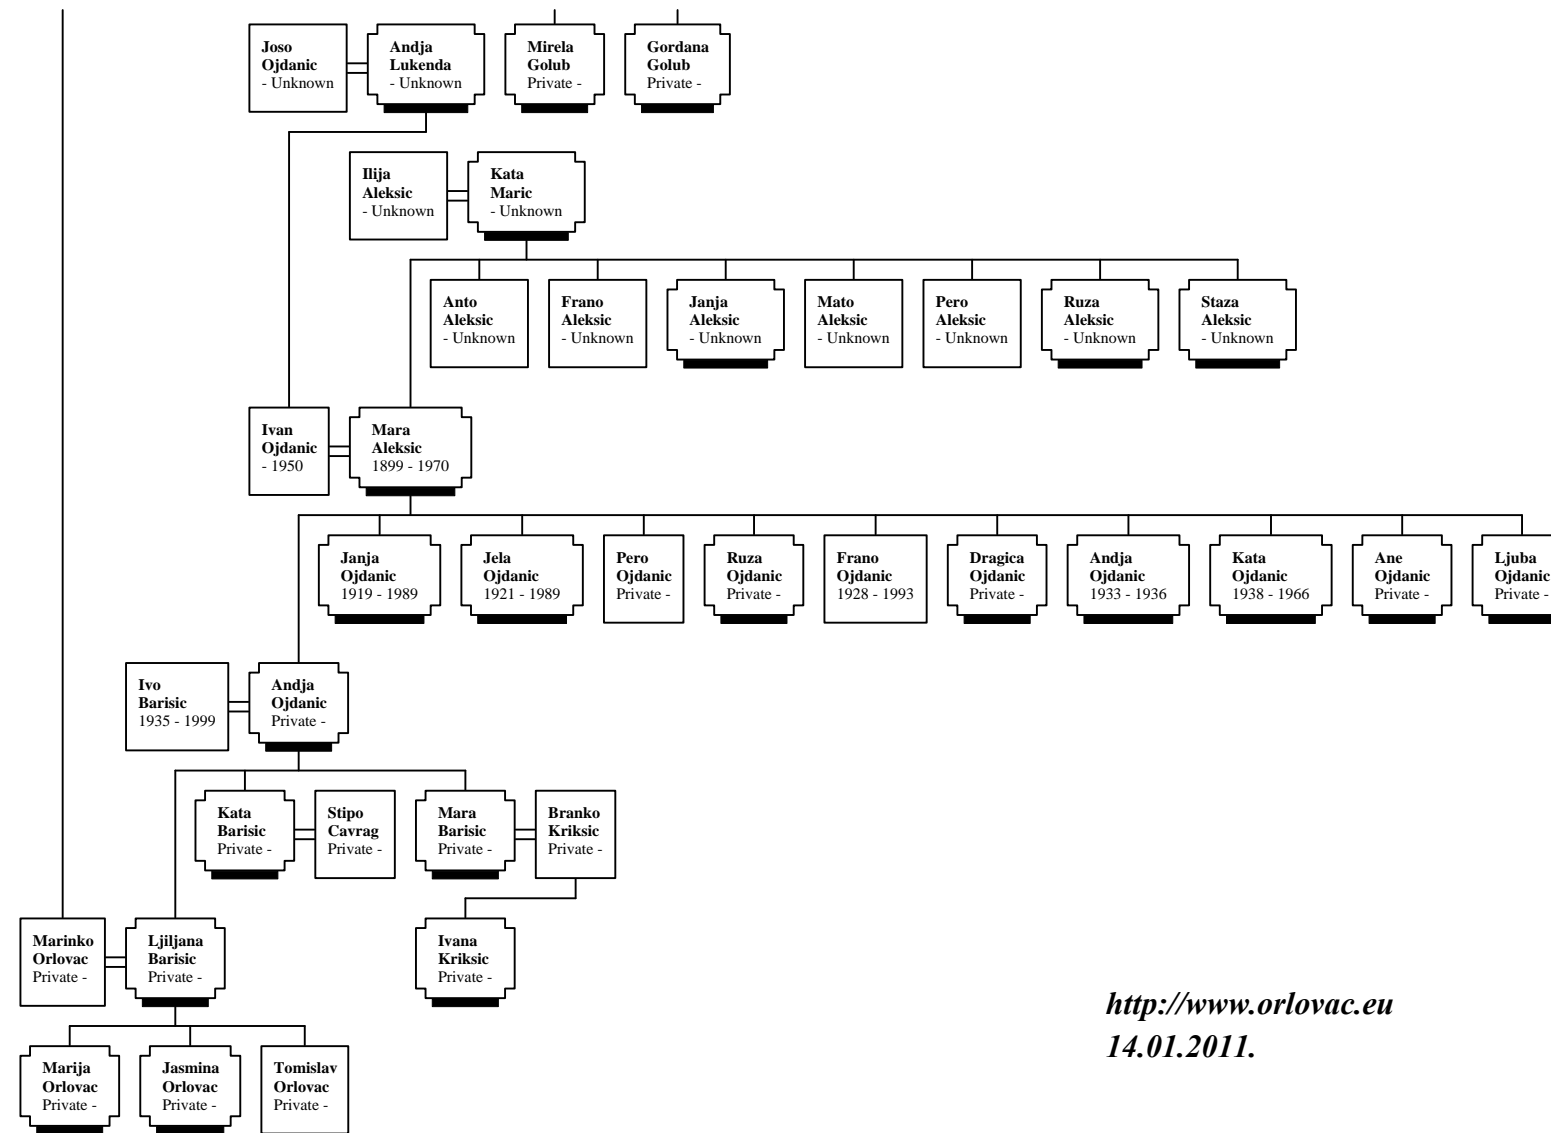 Joso
Ojdanic
- Unknown
Andja
Lukenda
- Unknown
Mirela
Golub
Private -
Gordana
Golub
Private -
Ilija
Aleksic
- Unknown
Kata
Maric
- Unknown
Anto
Aleksic
- Unknown
Frano
Aleksic
- Unknown
Janja
Aleksic
- Unknown
Mato
Aleksic
- Unknown
Pero
Aleksic
- Unknown
Ruza
Aleksic
- Unknown
Staza
Aleksic
- Unknown
Ivan
Ojdanic
- 1950
Mara
Aleksic
1899 - 1970
Janja
Ojdanic
1919 - 1989
Jela
Ojdanic
1921 - 1989
Pero
Ojdanic
Private -
Ruza
Ojdanic
Private -
Frano
Ojdanic
1928 - 1993
Dragica
Ojdanic
Private -
Andja
Ojdanic
1933 - 1936
Kata
Ojdanic
1938 - 1966
Ane
Ojdanic
Private -
Ljuba
Ojdanic
Private -
Ivo
Barisic
1935 - 1999
Andja
Ojdanic
Private -
Kata
Barisic
Private -
Stipo
Cavrag
Private -
Mara
Barisic
Private -
Branko
Kriksic
Private -
Marinko
Orlovac
Private -
Ljiljana
Barisic
Private -
Ivana
Kriksic
Private -
Marija
Orlovac
Private -
Jasmina
Orlovac
Private -
Tomislav
Orlovac
Private -
http://www.orlovac.eu
14.01.2011.